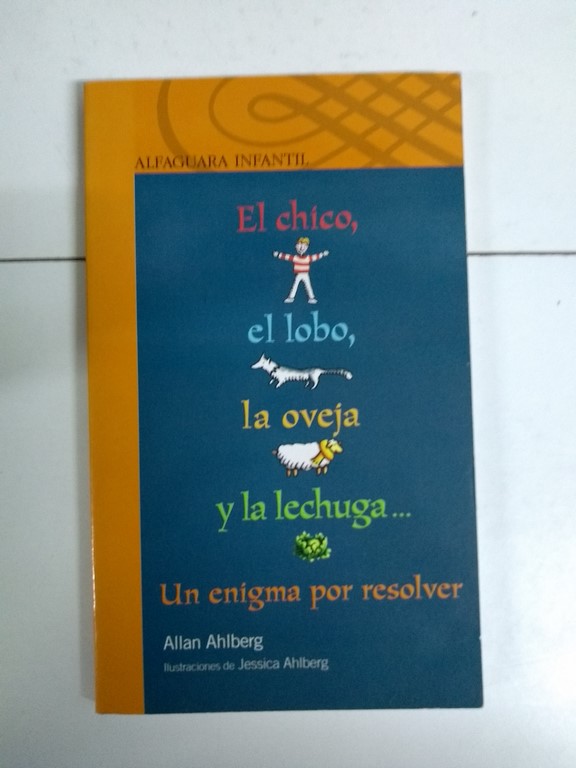 ALFAGUARA INFANTIL
El chico,
el lobo,
la oveja
y la lechuga...
Un enigma por resolver
Allan Ahlberg
Ilustraciones de Jessica Ahlberg